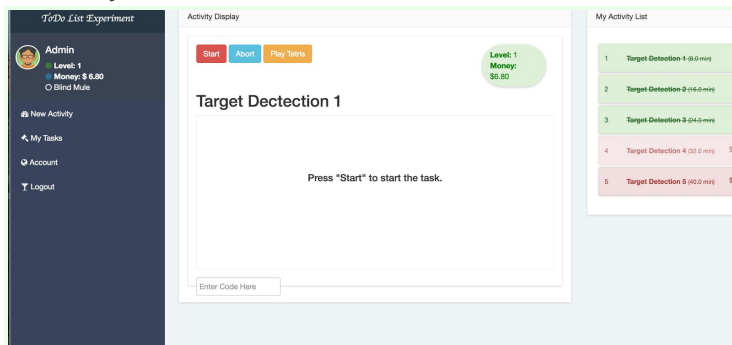 ToDo List Experiment
Admin
Level: 1
Money: $ 6.80
Blind Mule
New Activity
My Tasks
Account
Logout
Activity Display
Start Abort Play Tetris
Level: 1
Money:
$6.80
Target Dectection 1
Press "Start" to start the task.
Enter Code Here
My Activity List
1 Target Detection 1 (8.0 min)
2 Target Detection 2 (16.0 min)
3 Target Detection 3 (24.0 min)
4 Target Detection 4 (32.0 min) $
5 Target Detection 5 (40.0 min) $